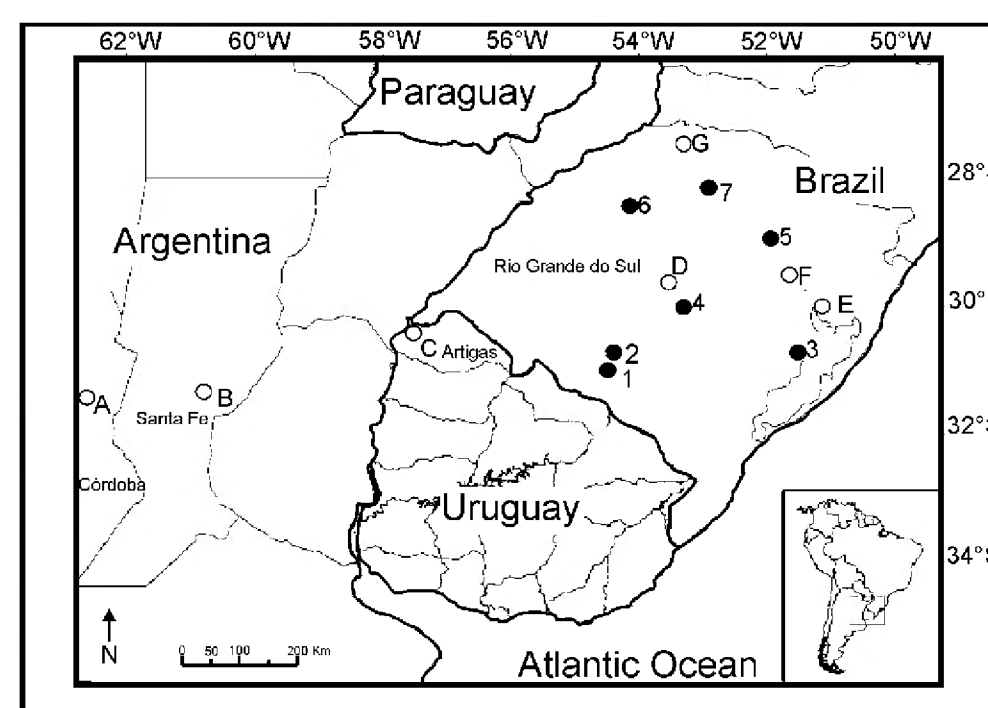 62°W 60°W 58°W 56°W 54°W 52°W 50°W
Paraguay
G
Brazil
28°S
6
7
Argentina
5
Rio Grande do Sul
D
F
4
E
30°S
C Artigas
2
3
1
A
B
Santa Fe
32°S
Córdoba
Uruguay
34°S
N
0 50 100 200 Km
Atlantic Ocean